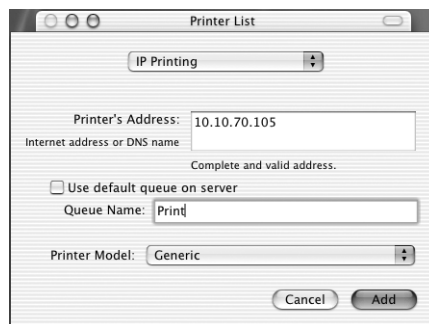 Printer List
IP Printing
Printer's Address: 10.10.70.105
Internet address or DNS name
Complete and valid address.
Use default queue on server
Queue Name: Print
Printer Model: Generic
Cancel Add